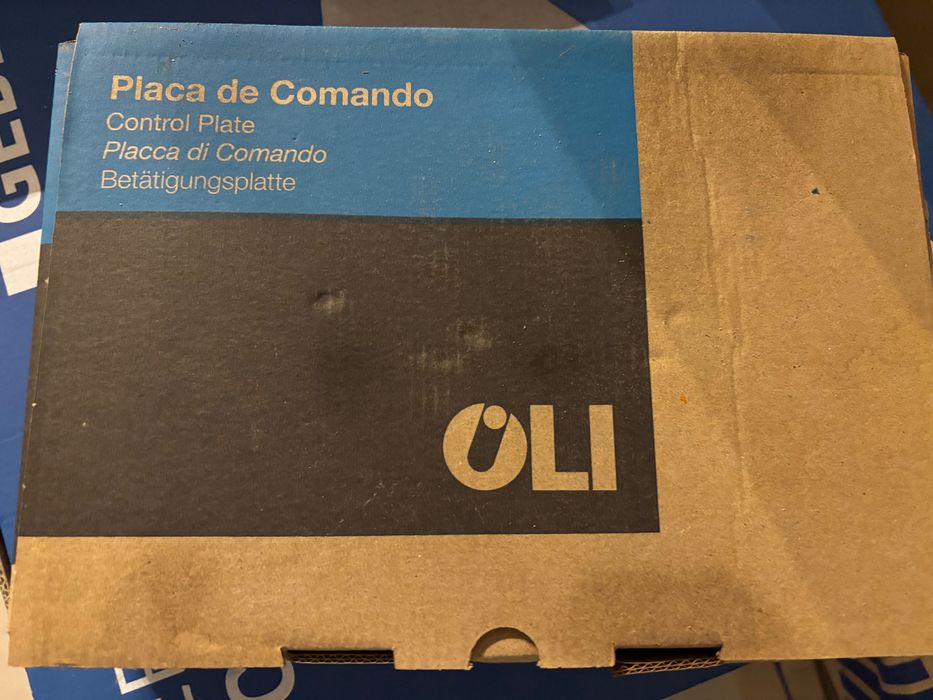 Placa de Comando
Control Plate
Placca di Comando
Betätigungsplatte
OLI